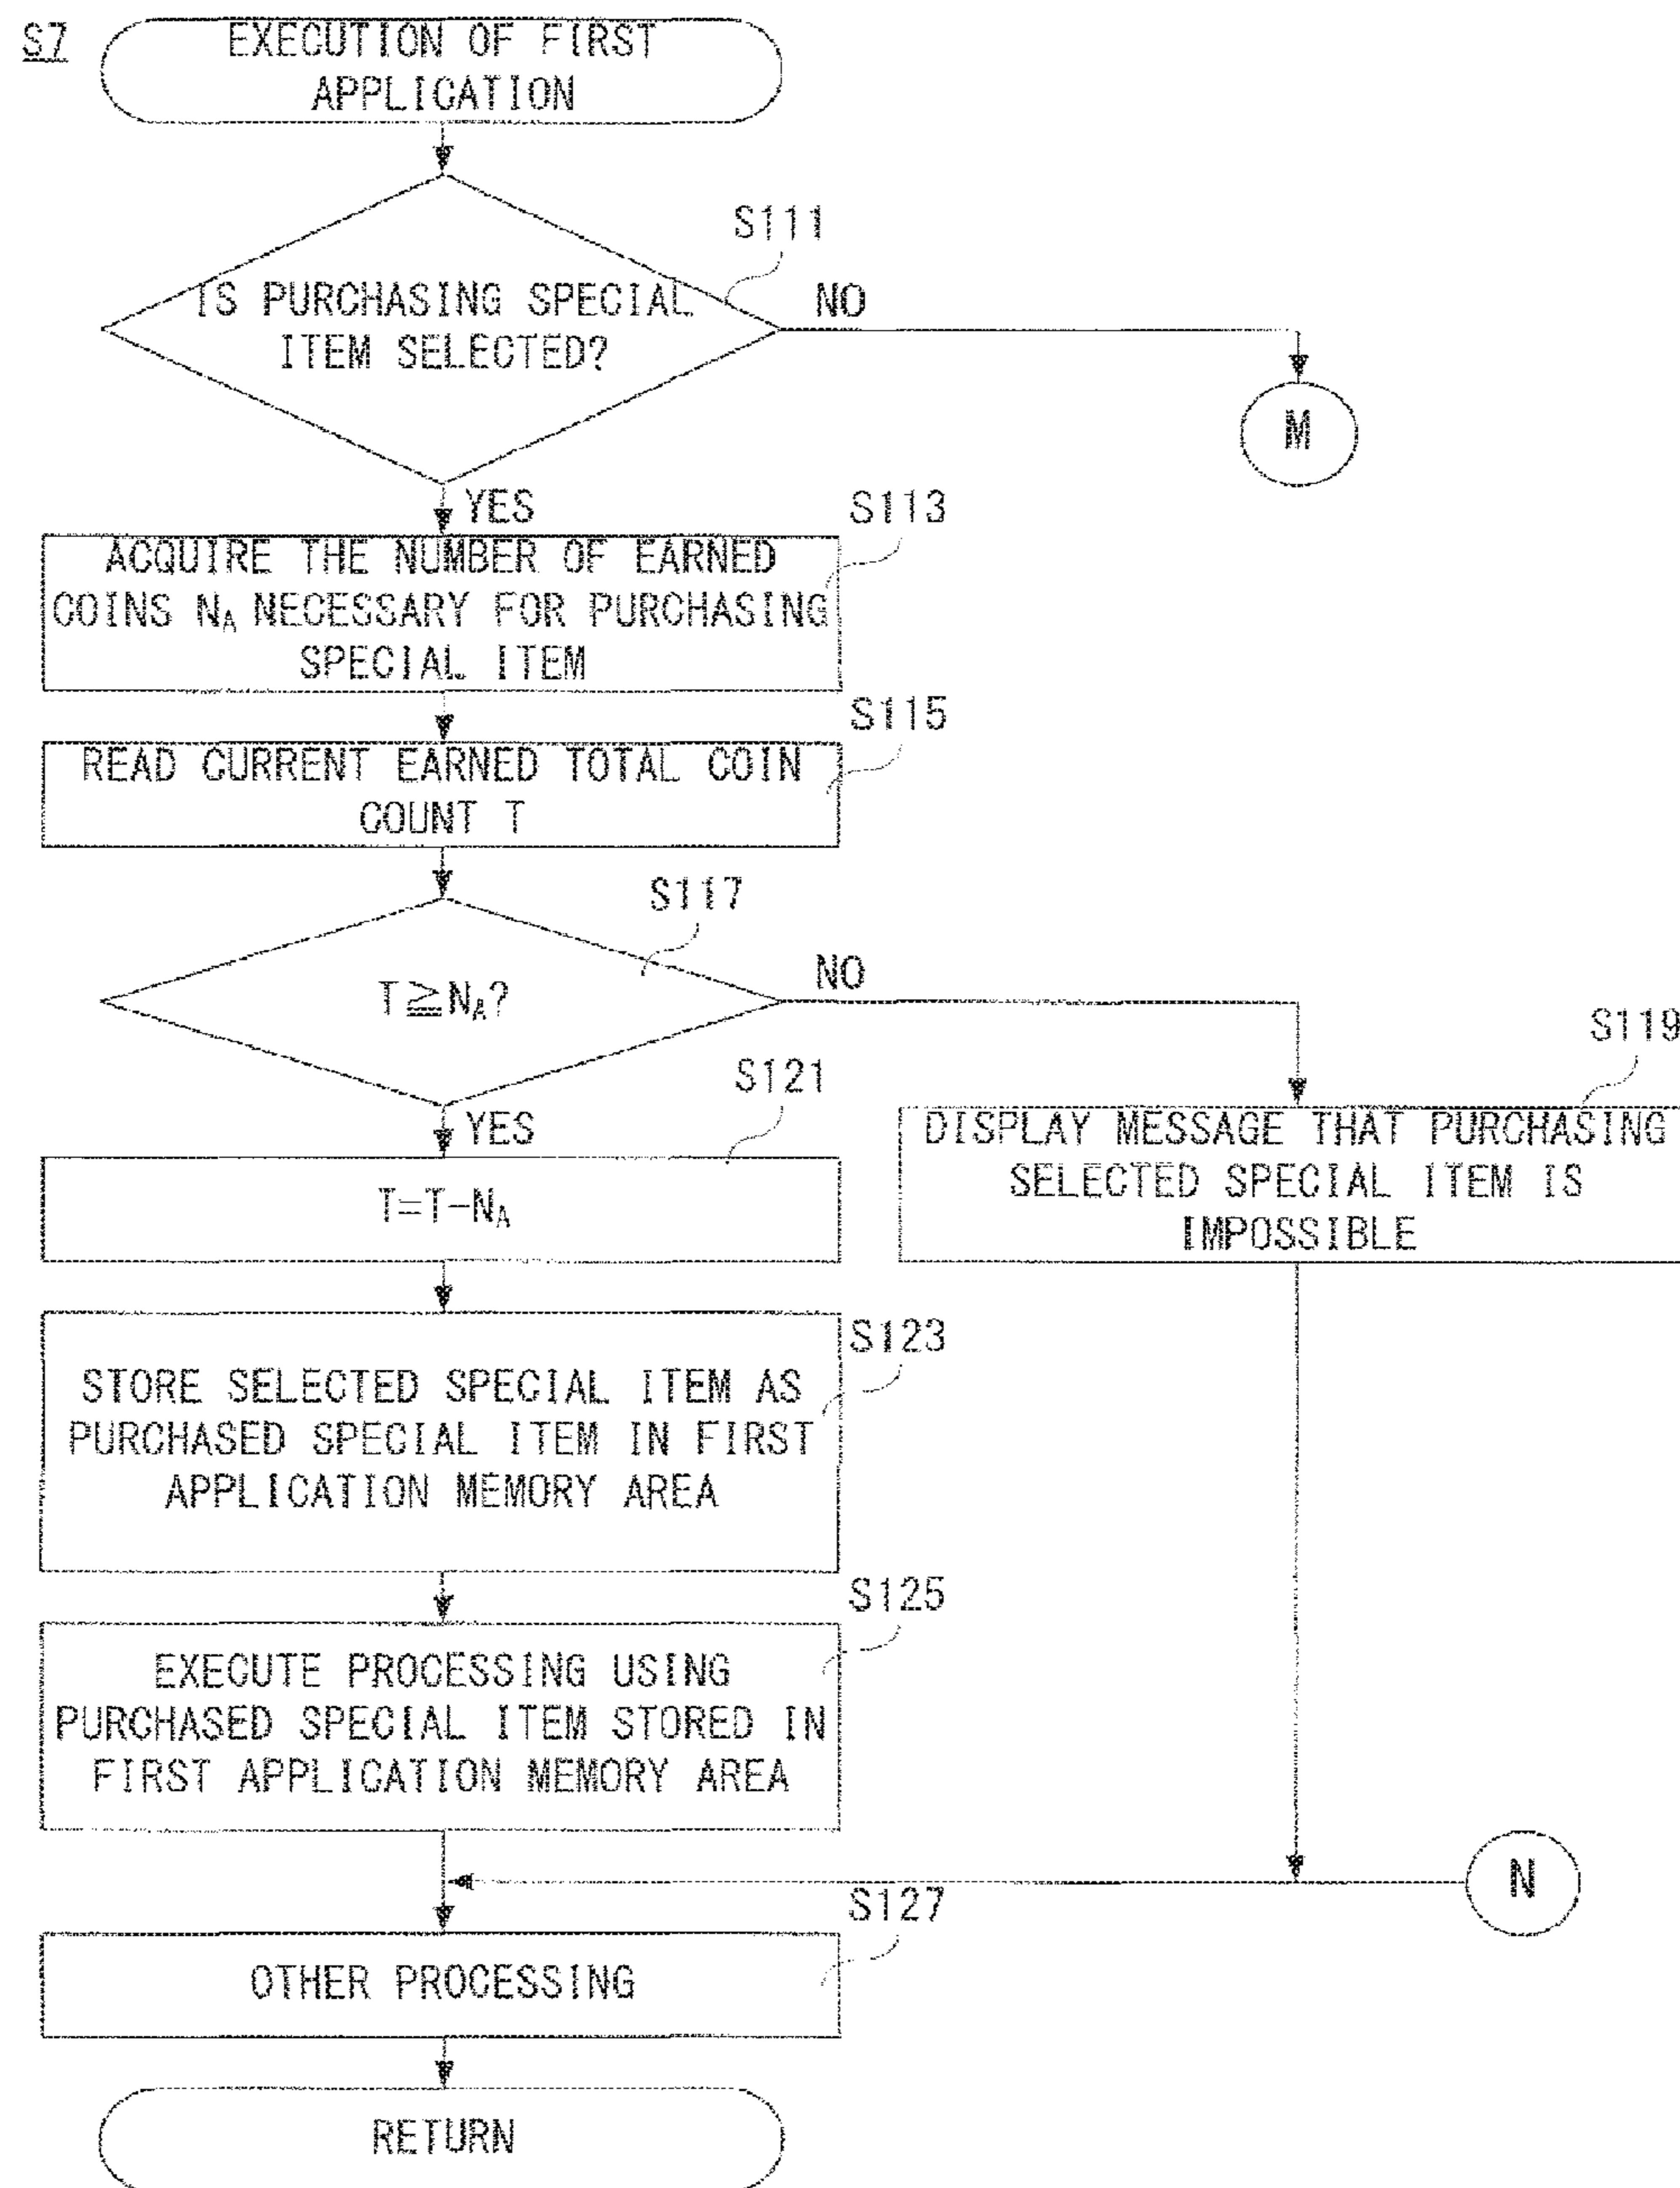 S7
EXECUTION OF FIRST
APPLICATION
S111
IS PURCHASING SPECIAL
ITEM SELECTED?
NO
M
YES
S113
ACQUIRE THE NUMBER OF EARNED
COINS NA NECESSARY FOR PURCHASING
SPECIAL ITEM
S115
READ CURRENT EARNED TOTAL COIN
COUNT T
S117
T≧NA?
NO
S119
DISPLAY MESSAGE THAT PURCHASING
SELECTED SPECIAL ITEM IS
IMPOSSIBLE
YES
S121
T=T-NA
S123
STORE SELECTED SPECIAL ITEM AS
PURCHASED SPECIAL ITEM IN FIRST
APPLICATION MEMORY AREA
S125
EXECUTE PROCESSING USING
PURCHASED SPECIAL ITEM STORED IN
FIRST APPLICATION MEMORY AREA
N
S127
OTHER PROCESSING
RETURN